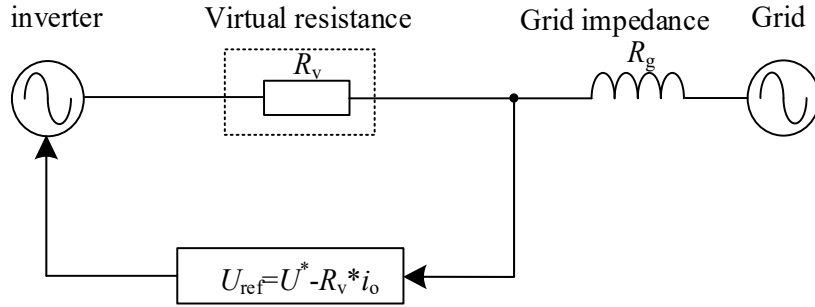 inverter
Virtual resistance
Grid impedance
Grid
Rv
Rg
Uref=U*-Rv*io